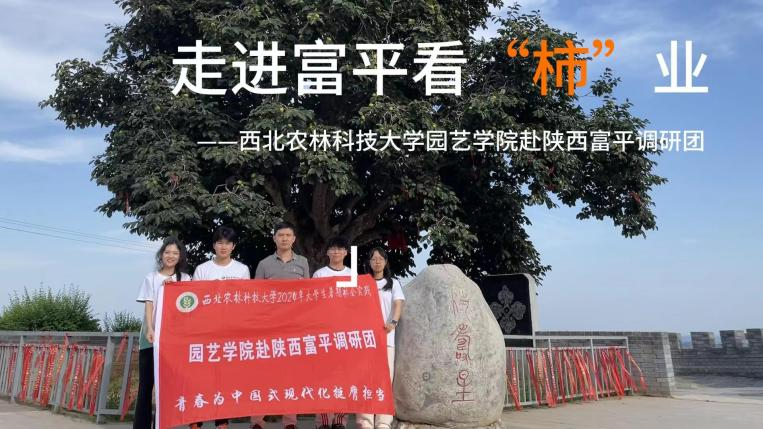 走进富平看“柿”业
——西北农林科技大学园艺学院赴陕西富平调研团
」
西北农林科技大学2024年大学生暑期社会实践
园艺学院赴陕西富平调研团
青春为中国式现代化挺膺担当
寿星